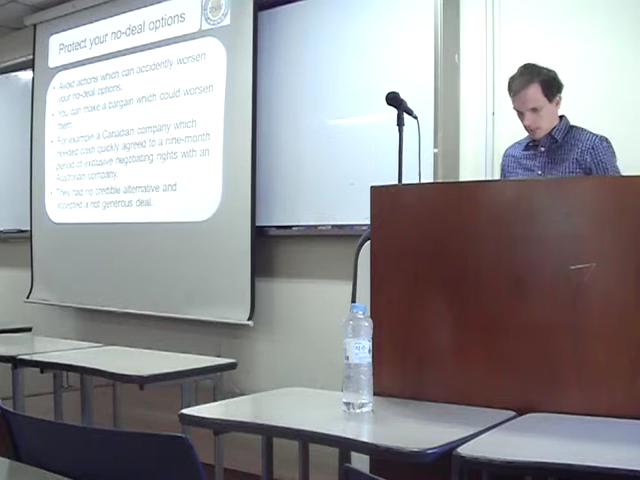 Protect your no-deal options
• Avoid actions which can accidently worsen
your no-deal options.
• You can make a bargain which could worsen
them.
• For example a Canadian company which
needed cash quickly agreed to a nine-month
period of exclusive negotiating rights with an
Australian company.
• They had no credible alternative and
accepted a not generous deal.